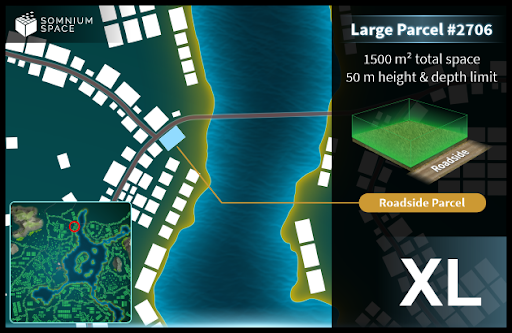 SOMNIUM
SPACE
Large Parcel #2706
1500 m² total space
50 m height & depth limit
Roadside
Roadside Parcel
XL